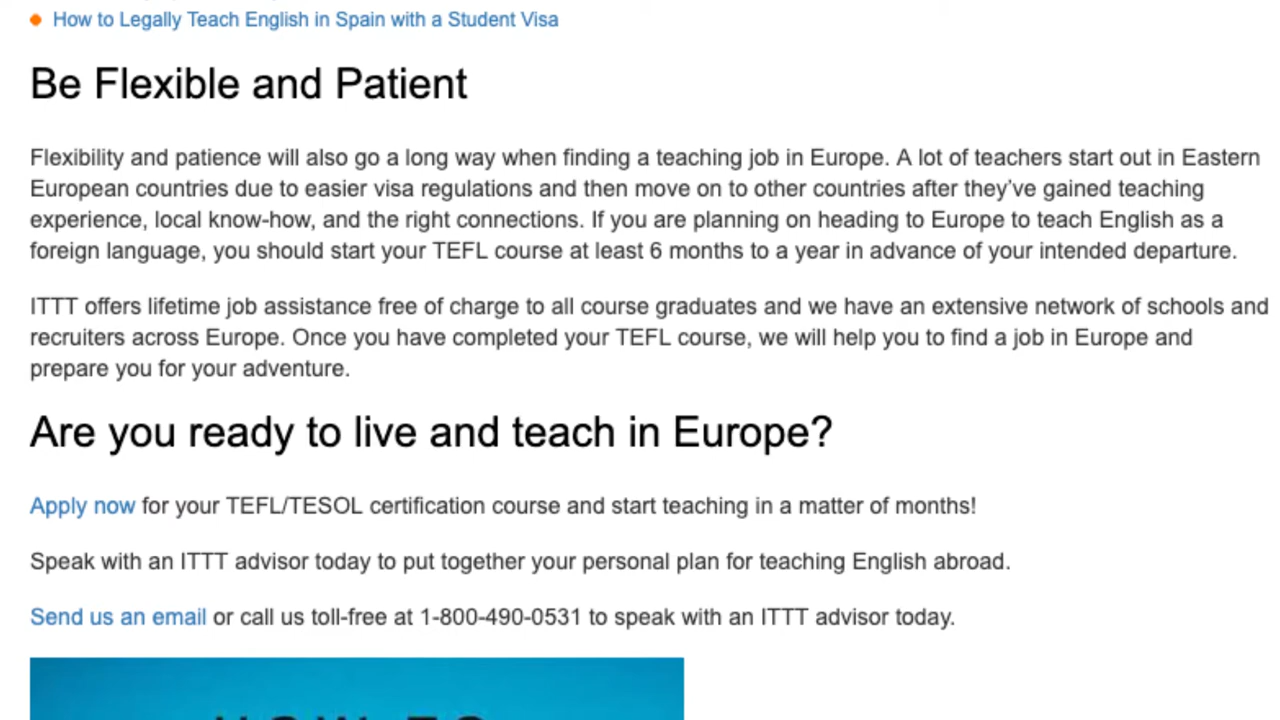 How to Legally Teach English in Spain with a Student Visa
Be Flexible and Patient
Flexibility and patience will also go a long way when finding a teaching job in Europe. A lot of teachers start out in Eastern
European countries due to easier visa regulations and then move on to other countries after they’ve gained teaching
experience, local know-how, and the right connections. If you are planning on heading to Europe to teach English as a
foreign language, you should start your TEFL course at least 6 months to a year in advance of your intended departure.
ITTT offers lifetime job assistance free of charge to all course graduates and we have an extensive network of schools and
recruiters across Europe. Once you have completed your TEFL course, we will help you to find a job in Europe and
prepare you for your adventure.
Are you ready to live and teach in Europe?
Apply now for your TEFL/TESOL certification course and start teaching in a matter of months!
Speak with an ITTT advisor today to put together your personal plan for teaching English abroad.
Send us an email or call us toll-free at 1-800-490-0531 to speak with an ITTT advisor today.